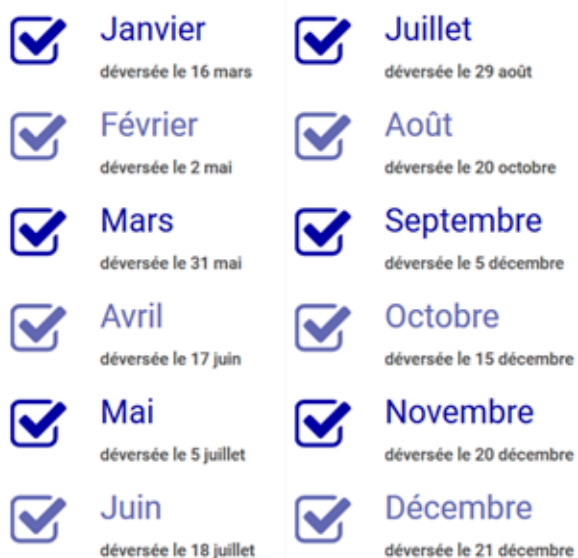 Janvier
déversée le 16 mars
Février
déversée le 2 mai
Mars
déversée le 31 mai
Avril
déversée le 17 juin
Mai
déversée le 5 juillet
Juin
déversée le 18 juillet
Juillet
déversée le 29 août
Août
déversée le 20 octobre
Septembre
déversée le 5 décembre
Octobre
déversée le 15 décembre
Novembre
déversée le 20 décembre
Décembre
déversée le 21 décembre